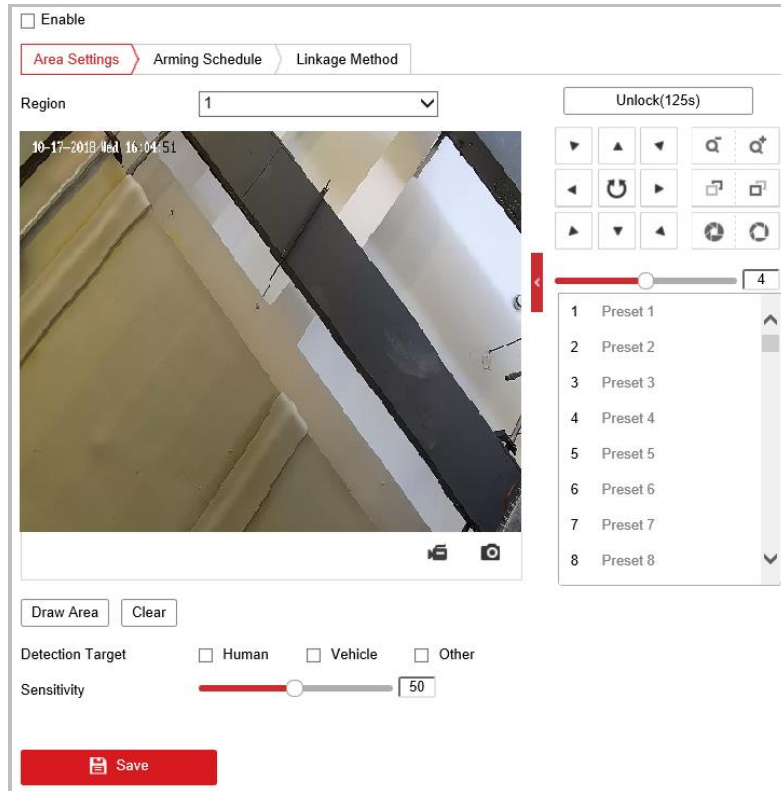 Enable
Area Settings
Arming Schedule
Linkage Method
Region
1
Unlock(125s)
10-17-2018 Wed 16:04:51
4
1 Preset 1
2 Preset 2
3 Preset 3
4 Preset 4
5 Preset 5
6 Preset 6
7 Preset 7
8 Preset 8
Draw Area
Clear
Detection Target
Human
Vehicle
Other
Sensitivity
50
Save